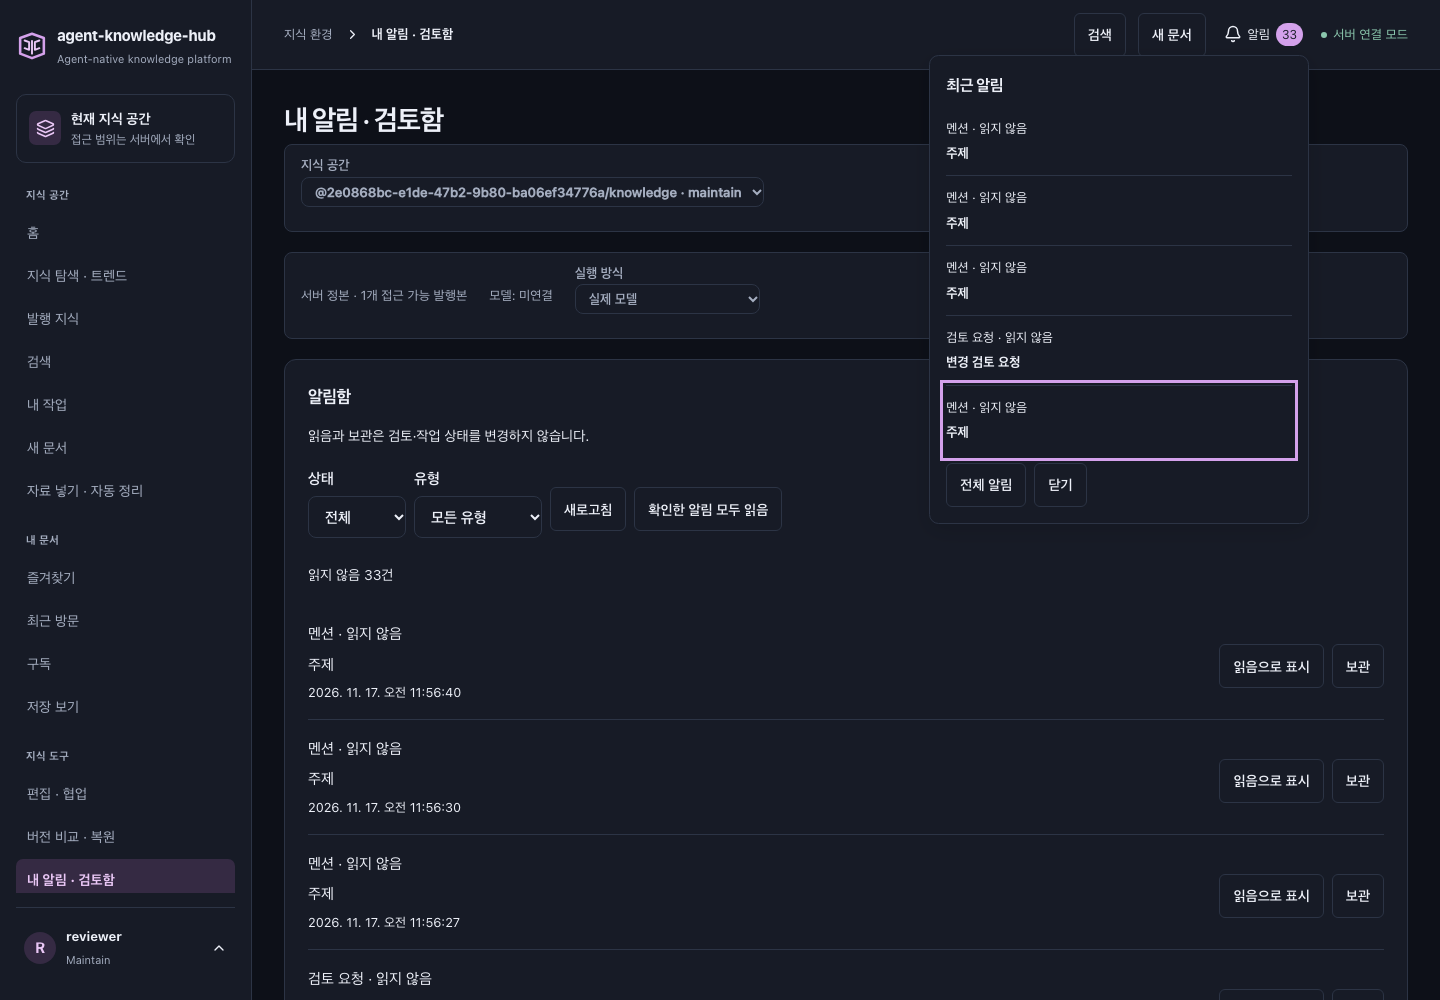 agent-knowledge-hub
Agent-native knowledge platform
현재 지식 공간
접근 범위는 서버에서 확인
지식 공간
홈
지식 탐색 · 트렌드
발행 지식
검색
내 작업
새 문서
자료 넣기 · 자동 정리
내 문서
즐겨찾기
최근 방문
구독
저장 보기
지식 도구
편집 · 협업
버전 비교 · 복원
내 알림 · 검토함
R
reviewer
Maintain
지식 환경 > 내 알림 · 검토함
검색
새 문서
알림 33
서버 연결 모드
내 알림 · 검토함
지식 공간
@2e0868bc-e1de-47b2-9b80-ba06ef34776a/knowledge · maintain
서버 정본 · 1개 접근 가능 발행본
모델: 미연결
실행 방식
실제 모델
알림함
읽음과 보관은 검토·작업 상태를 변경하지 않습니다.
상태
전체
유형
모든 유형
새로고침
확인한 알림 모두 읽음
읽지 않음 33건
멘션 · 읽지 않음
주제
2026. 11. 17. 오전 11:56:40
읽음으로 표시
보관
멘션 · 읽지 않음
주제
2026. 11. 17. 오전 11:56:30
읽음으로 표시
보관
멘션 · 읽지 않음
주제
2026. 11. 17. 오전 11:56:27
읽음으로 표시
보관
검토 요청 · 읽지 않음
최근 알림
멘션 · 읽지 않음
주제
멘션 · 읽지 않음
주제
멘션 · 읽지 않음
주제
검토 요청 · 읽지 않음
변경 검토 요청
멘션 · 읽지 않음
주제
전체 알림
닫기